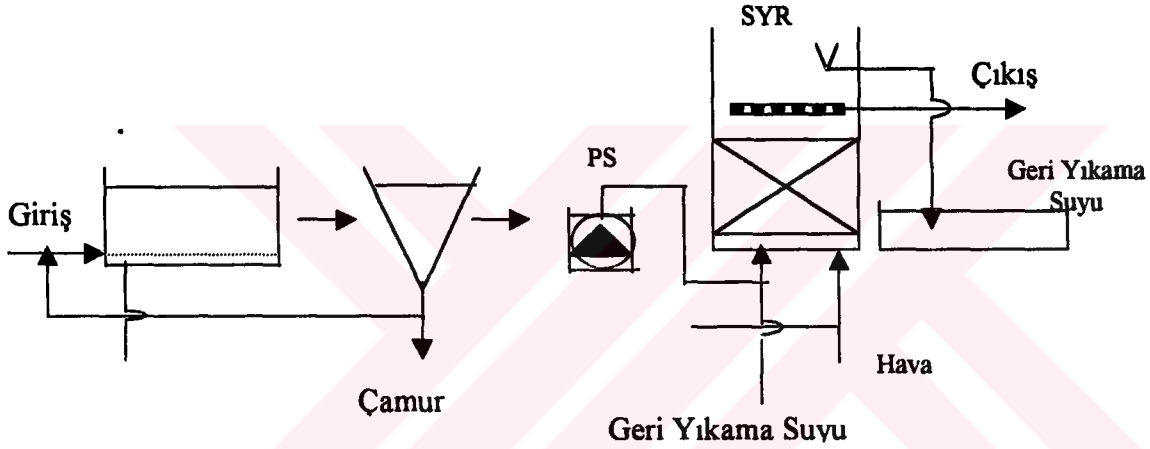 SYR
Çıkış
PS
Geri Yıkama
Suyu
Giriş
Hava
Çamur
Geri Yıkama Suyu